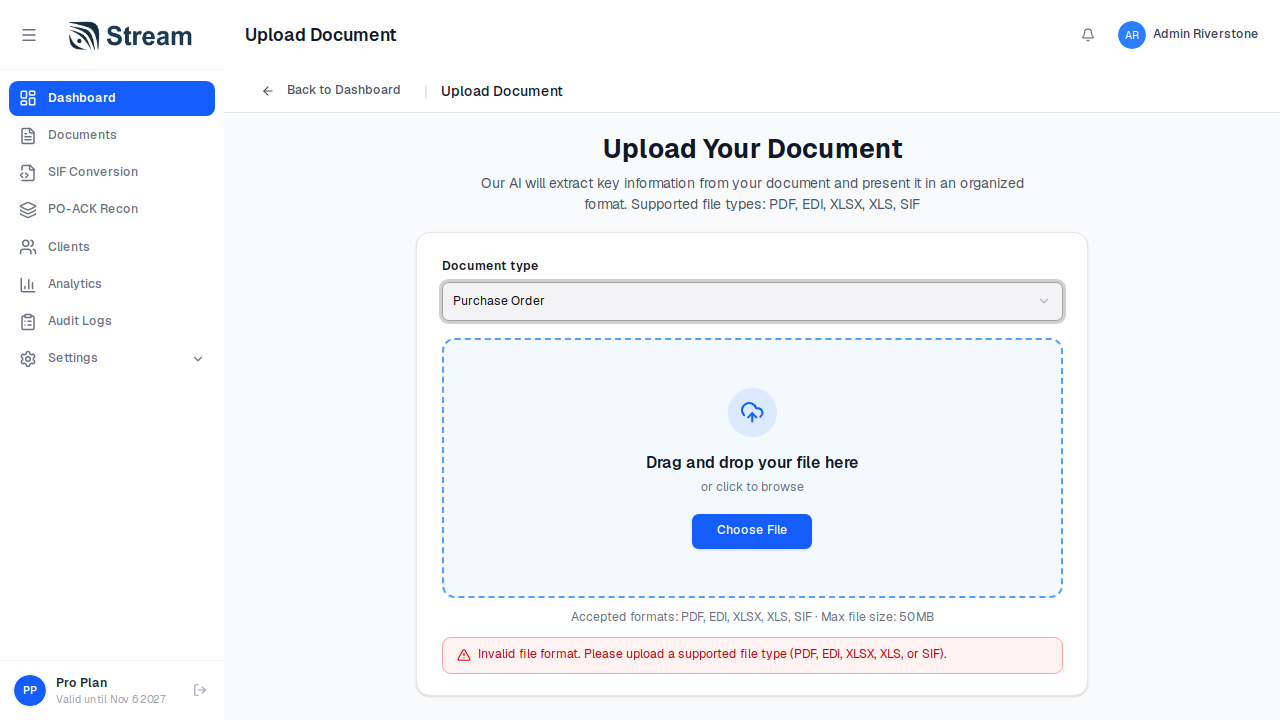 Stream
Upload Document
AR
Admin Riverstone
Back to Dashboard
Upload Document
Dashboard
Documents
SIF Conversion
PO-ACK Recon
Clients
Analytics
Audit Logs
Settings
Upload Your Document
Our AI will extract key information from your document and present it in an organized
format. Supported file types: PDF, EDI, XLSX, XLS, SIF
Document type
Purchase Order
Drag and drop your file here
or click to browse
Choose File
Accepted formats: PDF, EDI, XLSX, XLS, SIF · Max file size: 50MB
Invalid file format. Please upload a supported file type (PDF, EDI, XLSX, XLS, or SIF).
PP
Pro Plan
Valid until Nov 6 2027